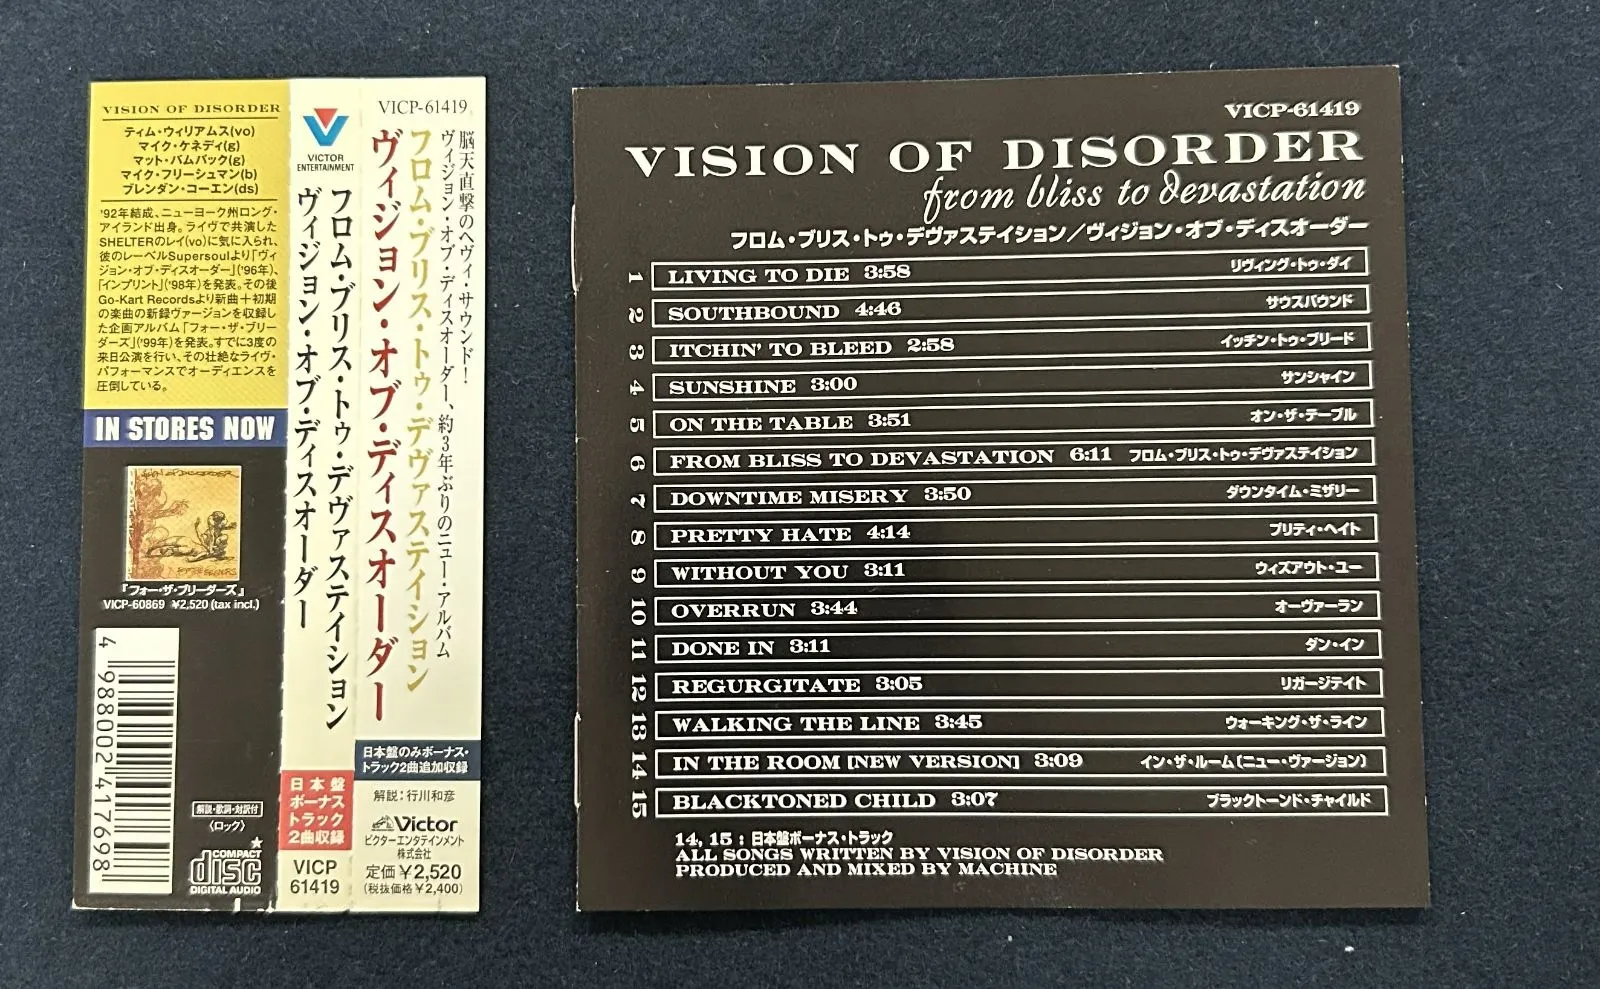 VISION OF DISORDER
ティム・ウィリアムス(vo)
マイク・ケネディ(g)
マット・バムバック(g)
マイク・フリーシュマン(b)
ブレンダン・コーエン(ds)
'92年結成、ニューヨーク州ロング・
アイランド出身。ライヴで共演した
SHELTERのレイ(vo)に気に入られ、
彼のレーベルSupersoulより「ヴィ
ジョン・オブ・ディスオーダー」('96年)、
「インプリント」('98年)を発表。その後
Go-Kart Recordsより新曲+初期
の楽曲の新録ヴァージョンを収録し
た企画アルバム「フォー・ザ・ブリー
ダーズ」('99年)を発表。すでに3度の
来日公演を行い、その壮絶なライヴ・
パフォーマンスでオーディエンスを
圧倒している。
IN STORES NOW
『フォー・ザ・ブリーダーズ』
VICP-60869 ¥2,520 (tax incl.)
4 988002 417698
解説・歌詞・対訳付
〈ロック〉
COMPACT
disc
DIGITAL AUDIO
VICTOR
ENTERTAINMENT
フロム・ブリス・トゥ・デヴァステイション
ヴィジョン・オブ・ディスオーダー
日本盤
ボーナス
トラック
2曲収録
VICP
61419
VICP-61419
脳天直撃のヘヴィ・サウンド!
ヴィジョン・オブ・ディスオーダー、約3年ぶりのニュー・アルバム
フロム・ブリス・トゥ・デヴァステイション
ヴィジョン・オブ・ディスオーダー
日本盤のみボーナス・
トラック2曲追加収録
解説:行川和彦
Victor
ビクターエンタテインメント
株式会社
定価¥2,520
(税抜価格¥2,400)
VICP-61419
VISION OF DISORDER
from bliss to devastation
フロム・ブリス・トゥ・デヴァステイション/ヴィジョン・オブ・ディスオーダー
1 LIVING TO DIE 3:58 リヴィング・トゥ・ダイ
2 SOUTHBOUND 4:46 サウスバウンド
3 ITCHIN' TO BLEED 2:58 イッチン・トゥ・ブリード
4 SUNSHINE 3:00 サンシャイン
5 ON THE TABLE 3:51 オン・ザ・テーブル
6 FROM BLISS TO DEVASTATION 6:11 フロム・ブリス・トゥ・デヴァステイション
7 DOWNTIME MISERY 3:50 ダウンタイム・ミザリー
8 PRETTY HATE 4:14 プリティ・ヘイト
9 WITHOUT YOU 3:11 ウィズアウト・ユー
10 OVERRUN 3:44 オーヴァーラン
11 DONE IN 3:11 ダン・イン
12 REGURGITATE 3:05 リガージテイト
13 WALKING THE LINE 3:45 ウォーキング・ザ・ライン
14 IN THE ROOM [NEW VERSION] 3:09 イン・ザ・ルーム[ニュー・ヴァージョン]
15 BLACKTONED CHILD 3:07 ブラックトーンド・チャイルド
14, 15 : 日本盤ボーナス・トラック
ALL SONGS WRITTEN BY VISION OF DISORDER
PRODUCED AND MIXED BY MACHINE